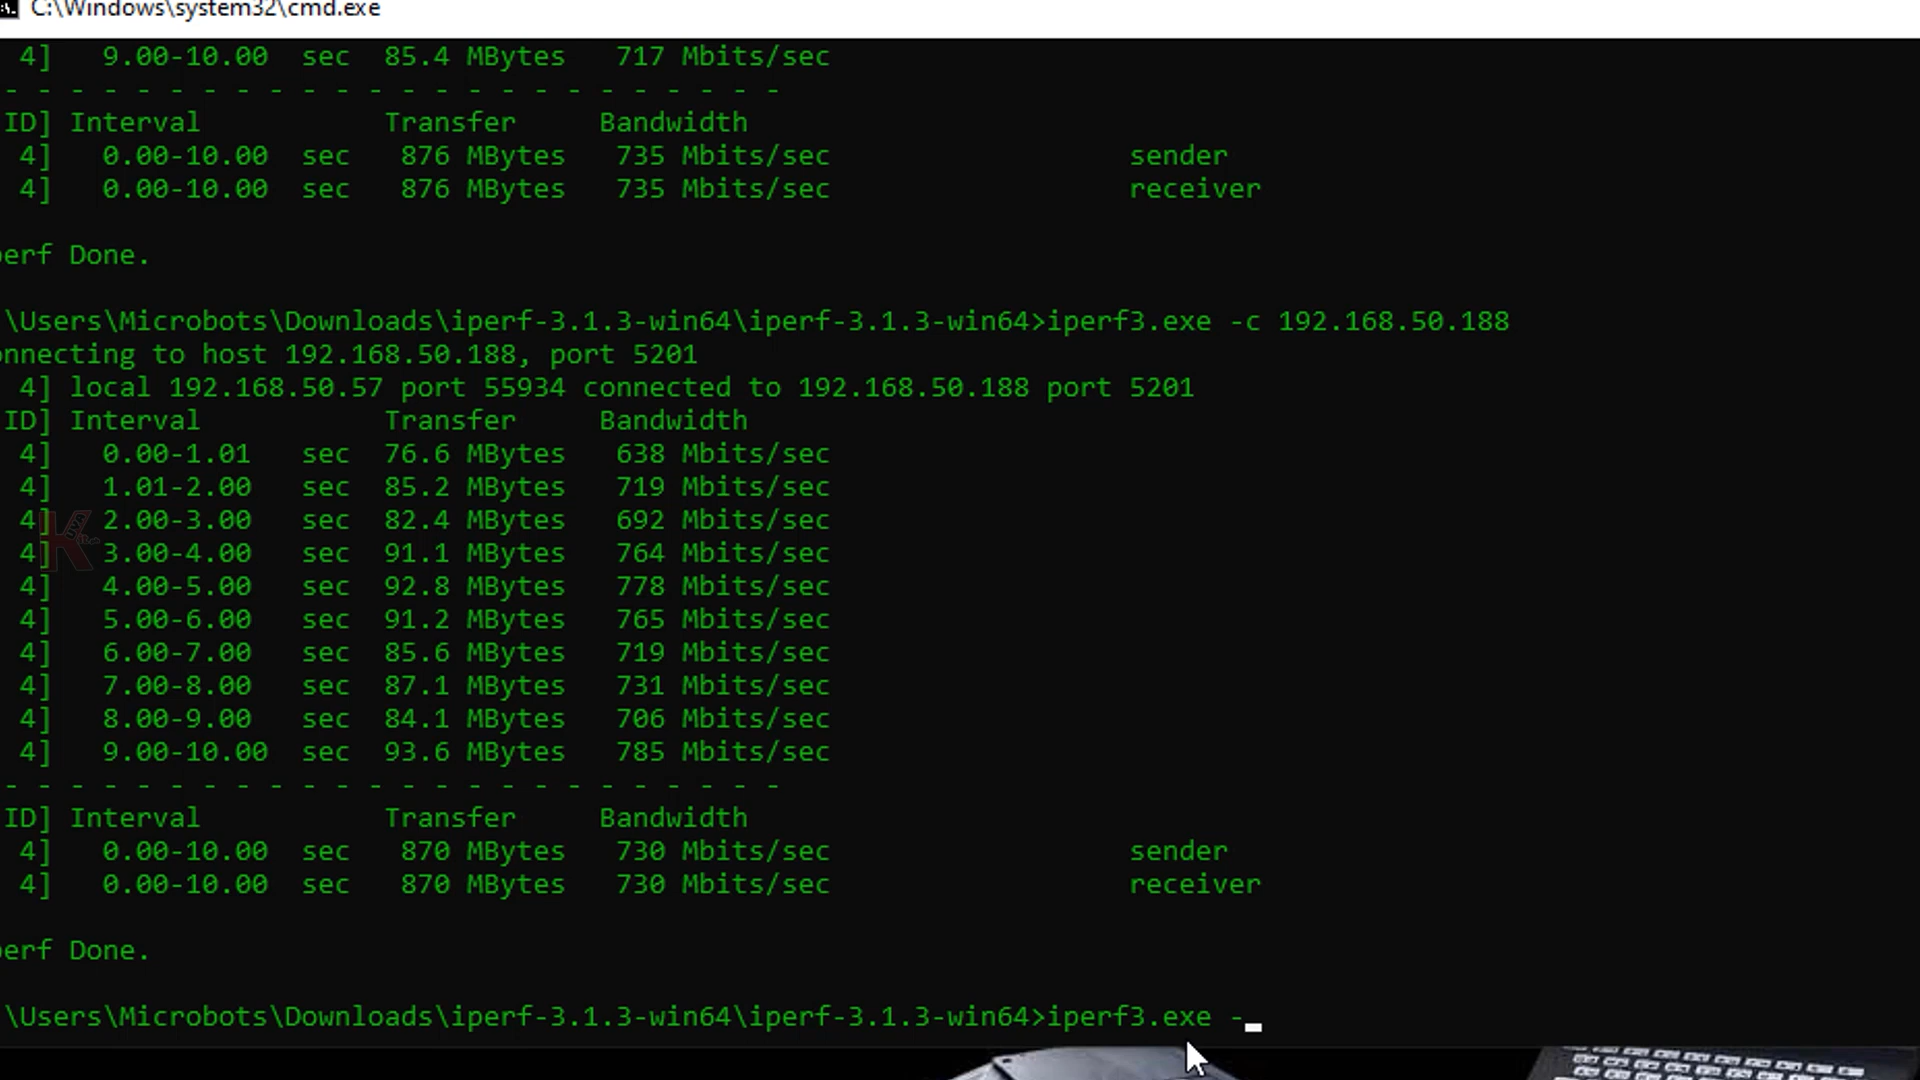 C:\Windows\system32\cmd.exe
4] 9.00-10.00 sec 85.4 MBytes 717 Mbits/sec
- - - - - - - - - - - - - - - - - - - - - - - -
ID] Interval Transfer Bandwidth
4] 0.00-10.00 sec 876 MBytes 735 Mbits/sec sender
4] 0.00-10.00 sec 876 MBytes 735 Mbits/sec receiver
perf Done.
\Users\Microbots\Downloads\iperf-3.1.3-win64\iperf-3.1.3-win64>iperf3.exe -c 192.168.50.188
onnecting to host 192.168.50.188, port 5201
4] local 192.168.50.57 port 55934 connected to 192.168.50.188 port 5201
ID] Interval Transfer Bandwidth
4] 0.00-1.01 sec 76.6 MBytes 638 Mbits/sec
4] 1.01-2.00 sec 85.2 MBytes 719 Mbits/sec
4] 2.00-3.00 sec 82.4 MBytes 692 Mbits/sec
4] 3.00-4.00 sec 91.1 MBytes 764 Mbits/sec
4] 4.00-5.00 sec 92.8 MBytes 778 Mbits/sec
4] 5.00-6.00 sec 91.2 MBytes 765 Mbits/sec
4] 6.00-7.00 sec 85.6 MBytes 719 Mbits/sec
4] 7.00-8.00 sec 87.1 MBytes 731 Mbits/sec
4] 8.00-9.00 sec 84.1 MBytes 706 Mbits/sec
4] 9.00-10.00 sec 93.6 MBytes 785 Mbits/sec
- - - - - - - - - - - - - - - - - - - - - - - -
ID] Interval Transfer Bandwidth
4] 0.00-10.00 sec 870 MBytes 730 Mbits/sec sender
4] 0.00-10.00 sec 870 MBytes 730 Mbits/sec receiver
perf Done.
\Users\Microbots\Downloads\iperf-3.1.3-win64\iperf-3.1.3-win64>iperf3.exe -_